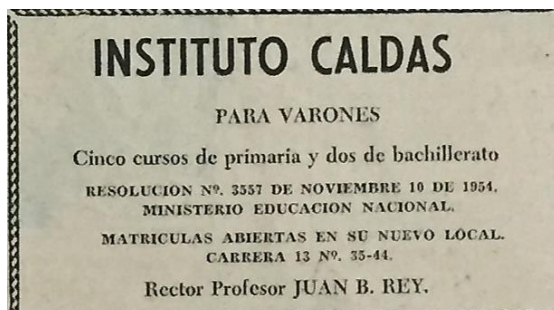 INSTITUTO CALDAS
PARA VARONES
Cinco cursos de primaria y dos de bachillerato
RESOLUCION Nº. 3557 DE NOVIEMBRE 10 DE 1954.
MINISTERIO EDUCACION NACIONAL.
MATRICULAS ABIERTAS EN SU NUEVO LOCAL.
CARRERA 13 Nº. 35-44.
Rector Profesor JUAN B. REY.